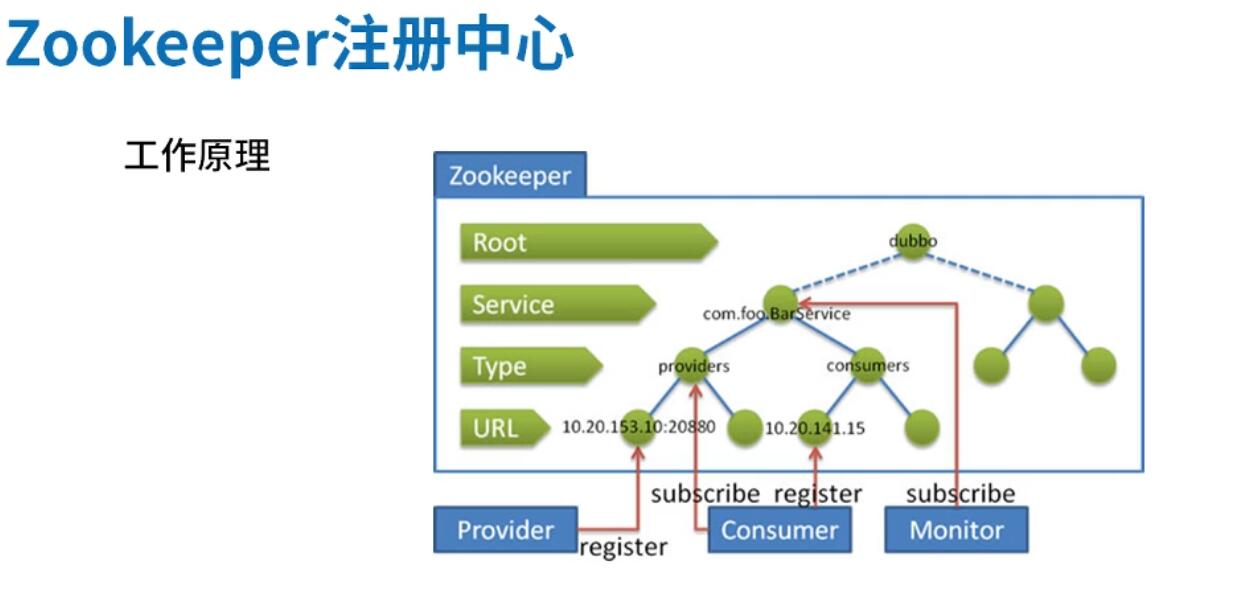 Zookeeper注册中心
工作原理
Zookeeper
Root
dubbo
Service
com.foo.BarService
Type
providers
consumers
URL
10.20.153.10:20880
10.20.141.15
subscribe
register
subscribe
Provider
Consumer
Monitor
register